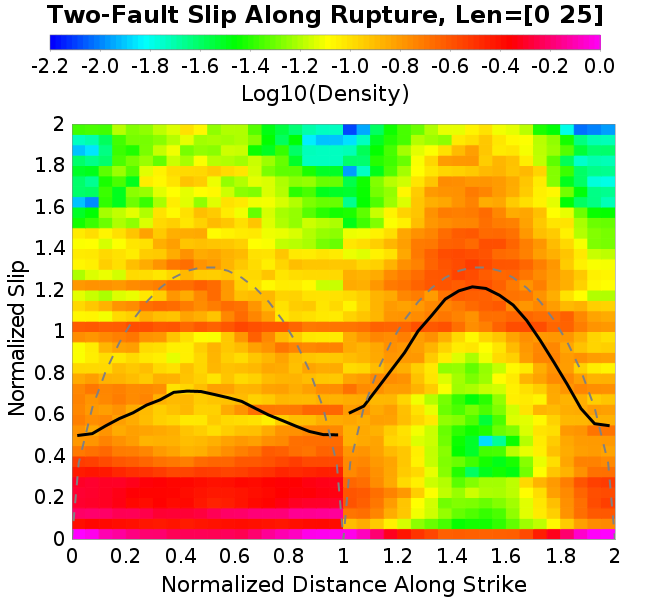 Two-Fault Slip Along Rupture, Len=[0 25]
-2.2 -2.0 -1.8 -1.6 -1.4 -1.2 -1.0 -0.8 -0.6 -0.4 -0.2 0.0
Log10(Density)
Normalized Slip
2
1.8
1.6
1.4
1.2
1
0.8
0.6
0.4
0.2
0
0 0.2 0.4 0.6 0.8 1 1.2 1.4 1.6 1.8 2
Normalized Distance Along Strike